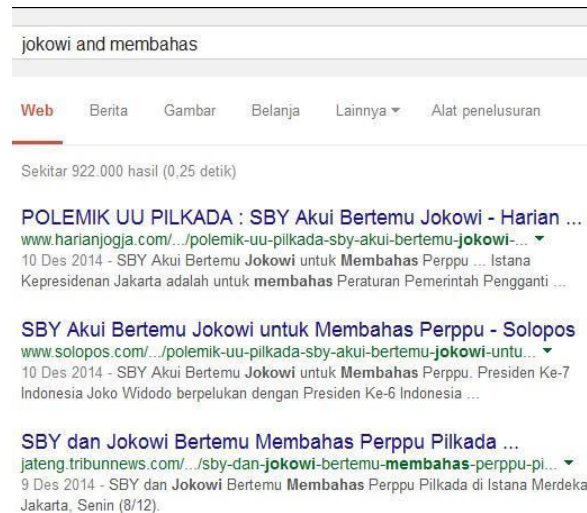 jokowi and membahas
Web Berita Gambar Belanja Lainnya Alat penelusuran
Sekitar 922.000 hasil (0,25 detik)
POLEMIK UU PILKADA : SBY Akui Bertemu Jokowi - Harian ...
www.harianjogja.com/.../polemik-uu-pilkada-sby-akui-bertemu-jokowi-...
10 Des 2014 - SBY Akui Bertemu Jokowi untuk Membahas Perppu ... Istana
Kepresidenan Jakarta adalah untuk membahas Peraturan Pemerintah Pengganti ...
SBY Akui Bertemu Jokowi untuk Membahas Perppu - Solopos
www.solopos.com/.../polemik-uu-pilkada-sby-akui-bertemu-jokowi-untu...
10 Des 2014 - SBY Akui Bertemu Jokowi untuk Membahas Perppu. Presiden Ke-7
Indonesia Joko Widodo berpelukan dengan Presiden Ke-6 Indonesia ...
SBY dan Jokowi Bertemu Membahas Perppu Pilkada ...
jateng.tribunnews.com/.../sby-dan-jokowi-bertemu-membahas-perppu-pi...
9 Des 2014 - SBY dan Jokowi Bertemu Membahas Perppu Pilkada di Istana Merdeka
Jakarta, Senin (8/12).